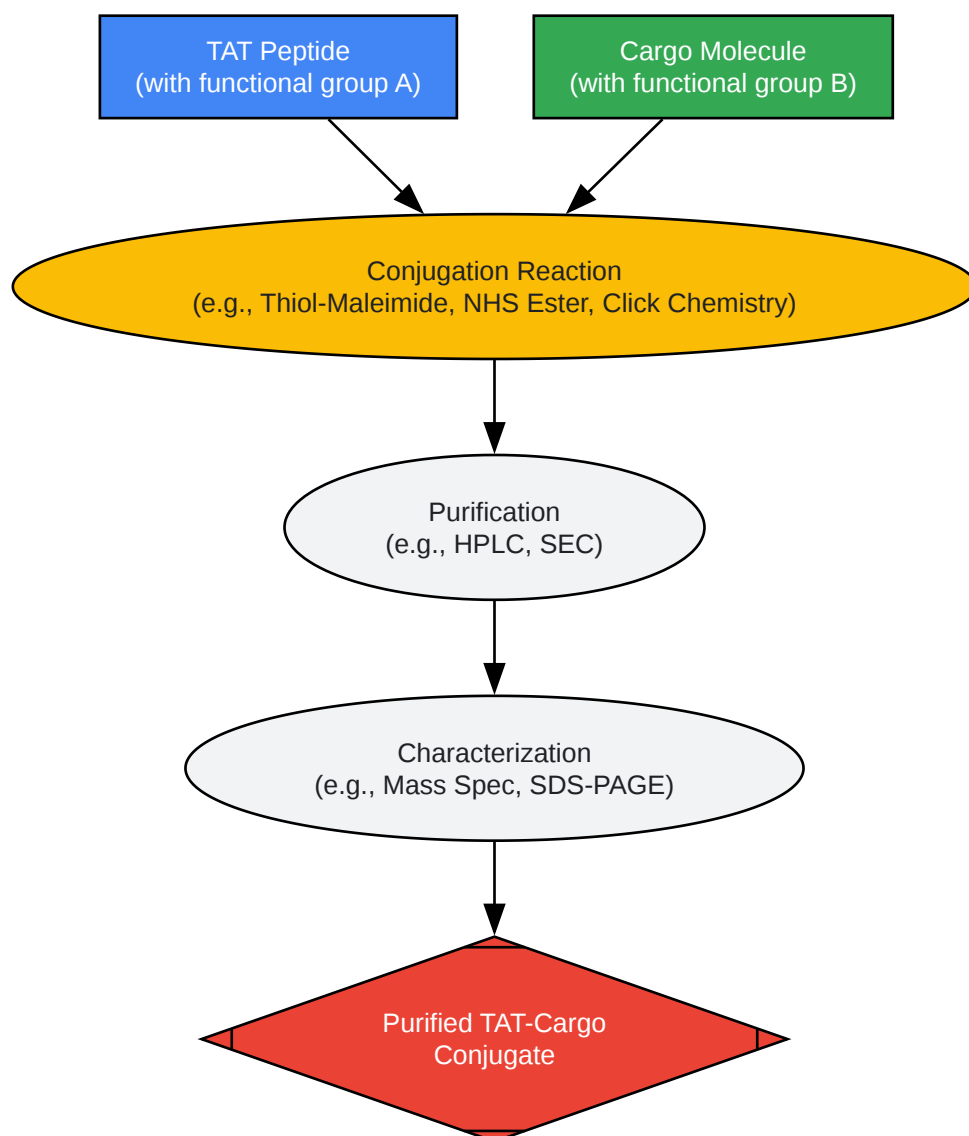 TAT Peptide
(with functional group A)
Cargo Molecule
(with functional group B)
Conjugation Reaction
(e.g., Thiol-Maleimide, NHS Ester, Click Chemistry)
Purification
(e.g., HPLC, SEC)
Characterization
(e.g., Mass Spec, SDS-PAGE)
Purified TAT-Cargo
Conjugate